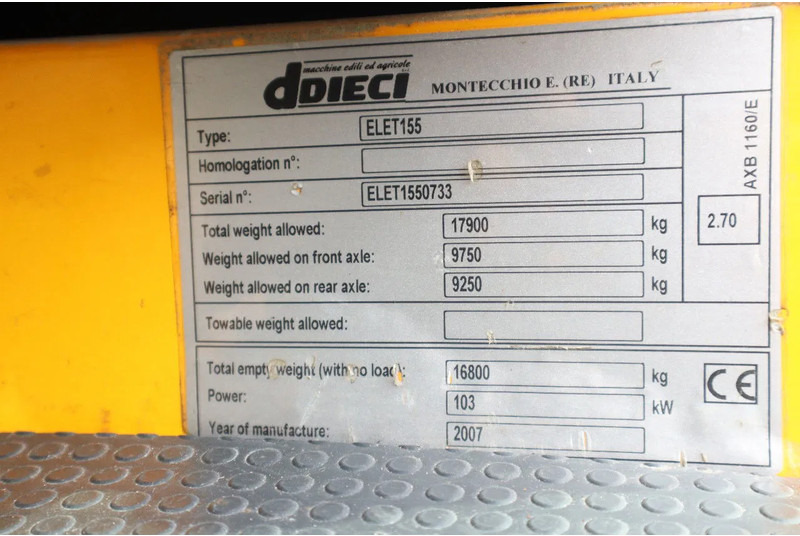 macchine edili ed agricole
dDIECI MONTECCHIO E. (RE) ITALY
Type: ELET155
Homologation n°:
Serial n°: ELET1550733
Total weight allowed: 17900 kg
Weight allowed on front axle: 9750 kg
Weight allowed on rear axle: 9250 kg
AXB 1160/E
2.70
Towable weight allowed:
Total empty weight (with no load): 16800 kg
Power: 103 kW
Year of manufacture: 2007
CE